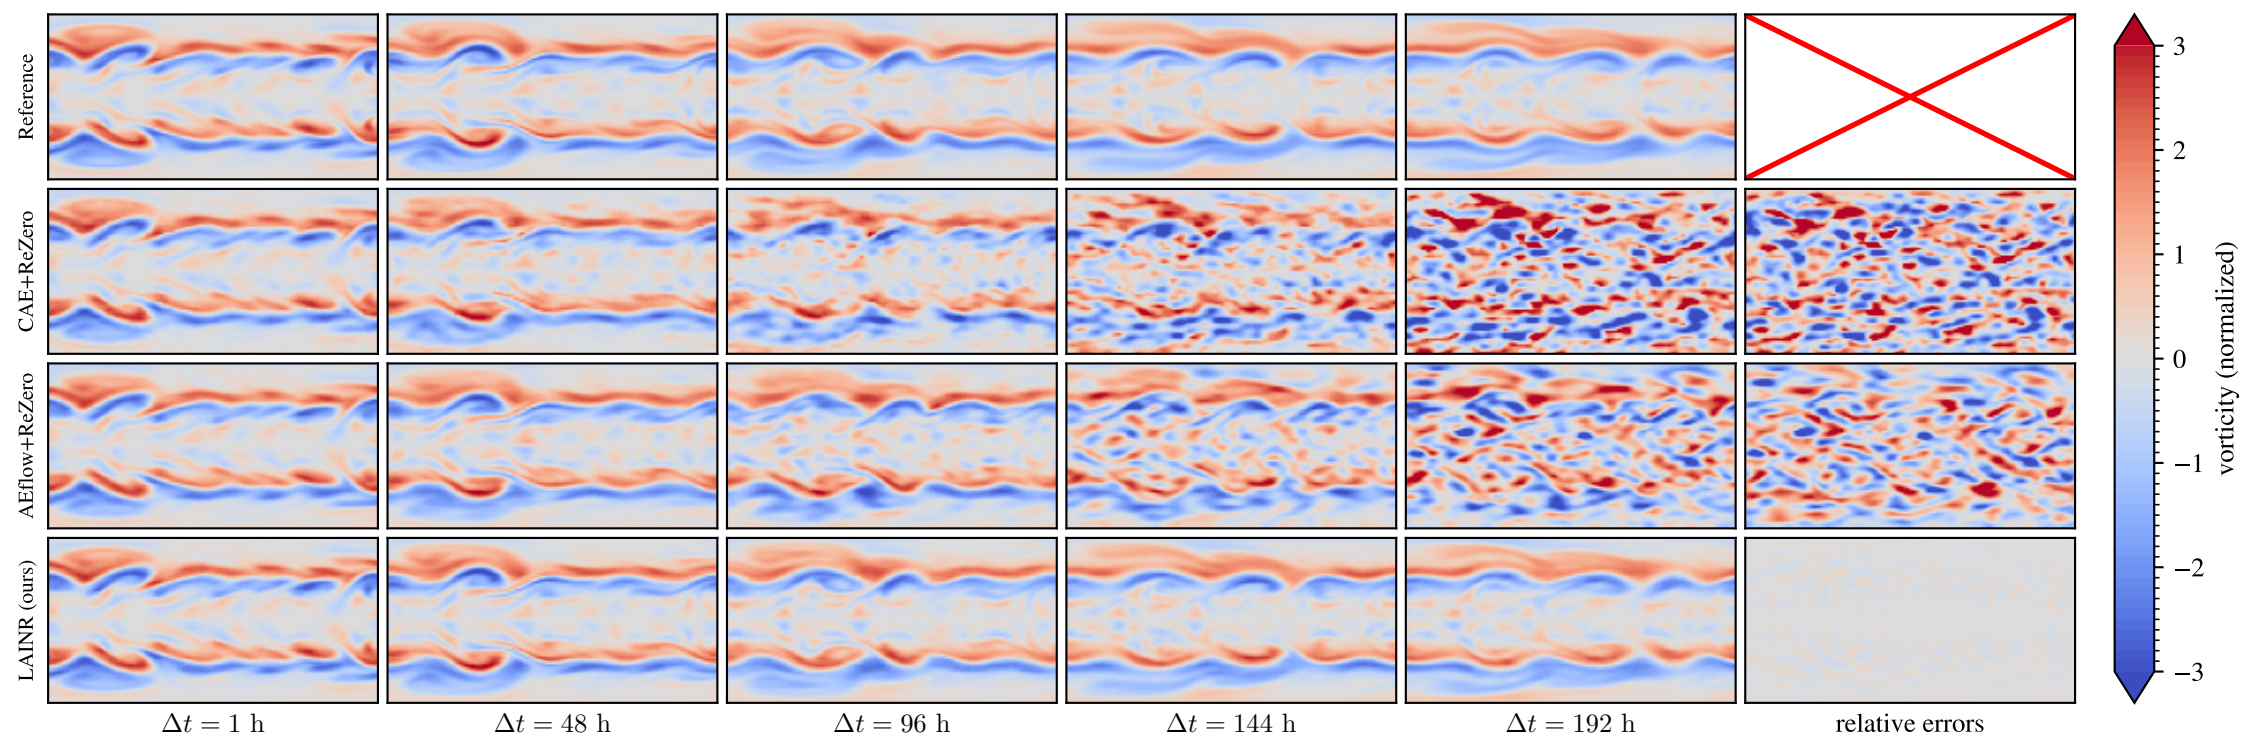 Reference
CAE+ReZero
AEflow+ReZero
LAINR (ours)
Δt = 1 h
Δt = 48 h
Δt = 96 h
Δt = 144 h
Δt = 192 h
relative errors
3
2
1
0
−1
−2
−3
vorticity (normalized)